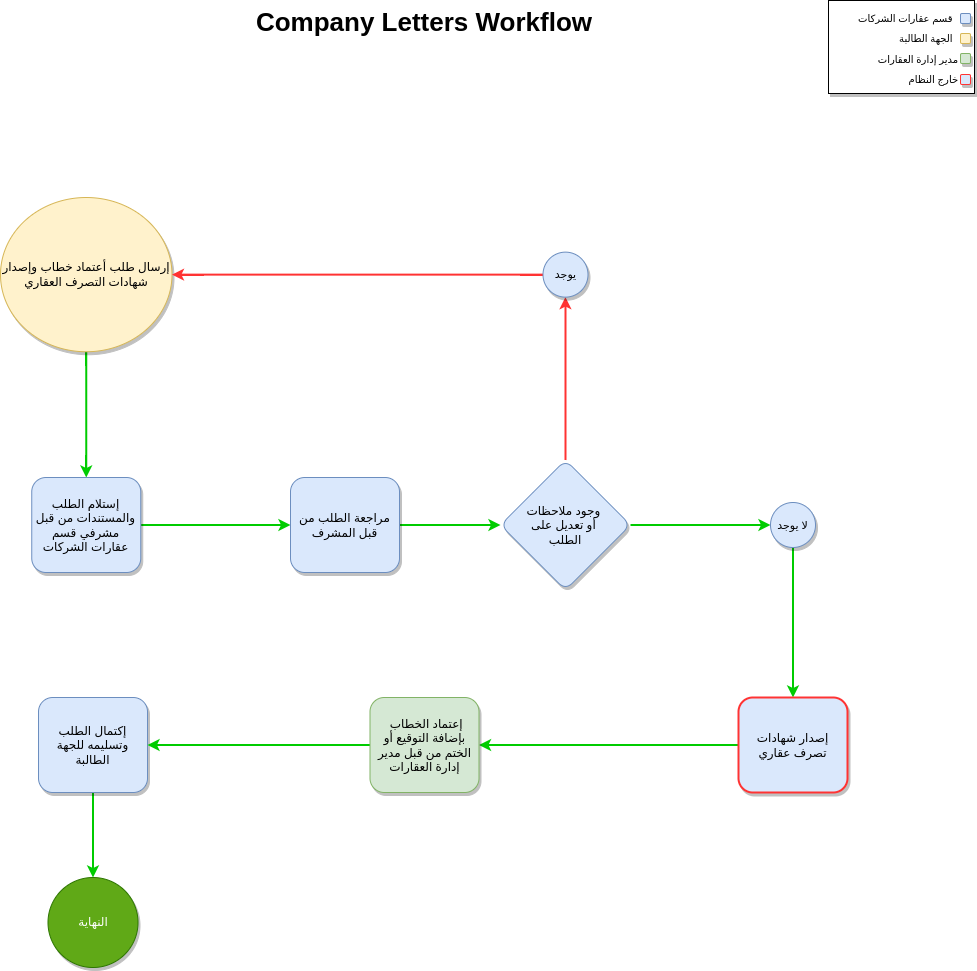 Company Letters Workflow
قسم عقارات الشركات
الجهة الطالبة
مدير إدارة العقارات
خارج النظام
إرسال طلب أعتماد خطاب وإصدار
شهادات التصرف العقاري
يوجد
إستلام الطلب
والمستندات من قبل
مشرفي قسم
عقارات الشركات
مراجعة الطلب من
قبل المشرف
وجود ملاحظات
أو تعديل على
الطلب
لا يوجد
إصدار شهادات
تصرف عقاري
إعتماد الخطاب
بإضافة التوقيع أو
الختم من قبل مدير
إدارة العقارات
إكتمال الطلب
وتسليمه للجهة
الطالبة
النهاية